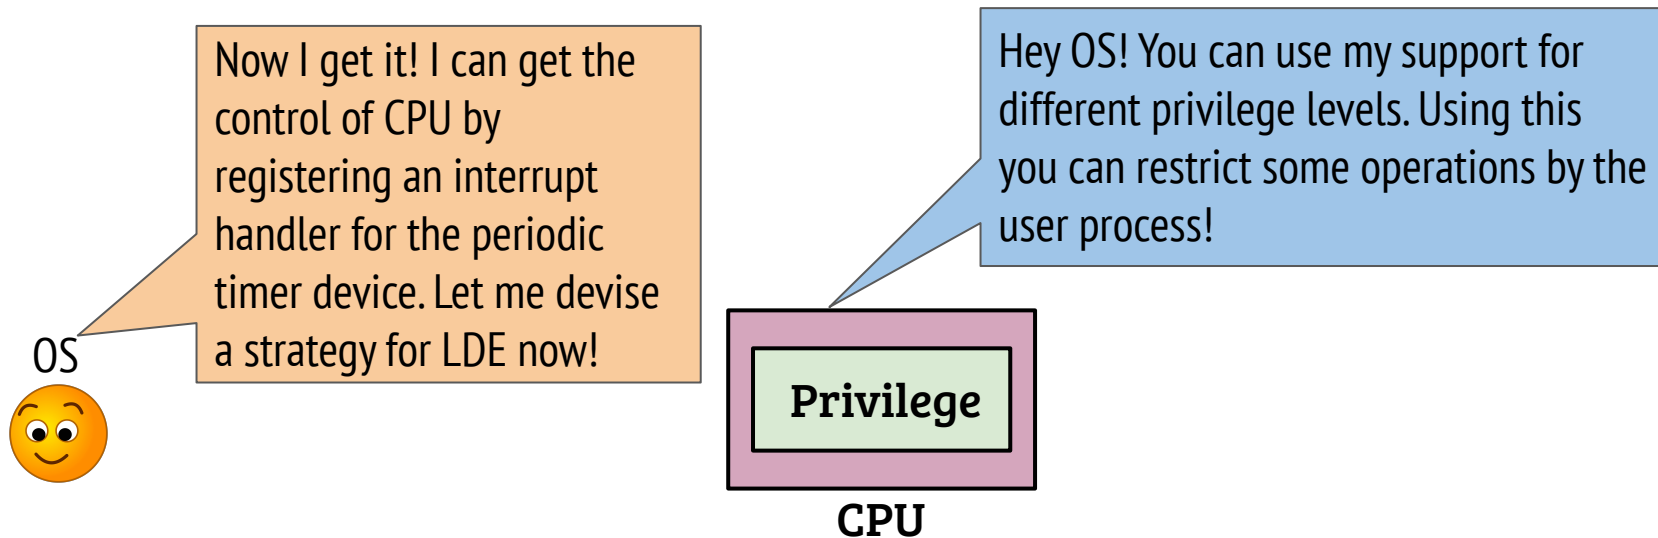 Now I get it! I can get the
control of CPU by
registering an interrupt
handler for the periodic
timer device. Let me devise
a strategy for LDE now!
OS
Hey OS! You can use my support for
different privilege levels. Using this
you can restrict some operations by the
user process!
Privilege
CPU